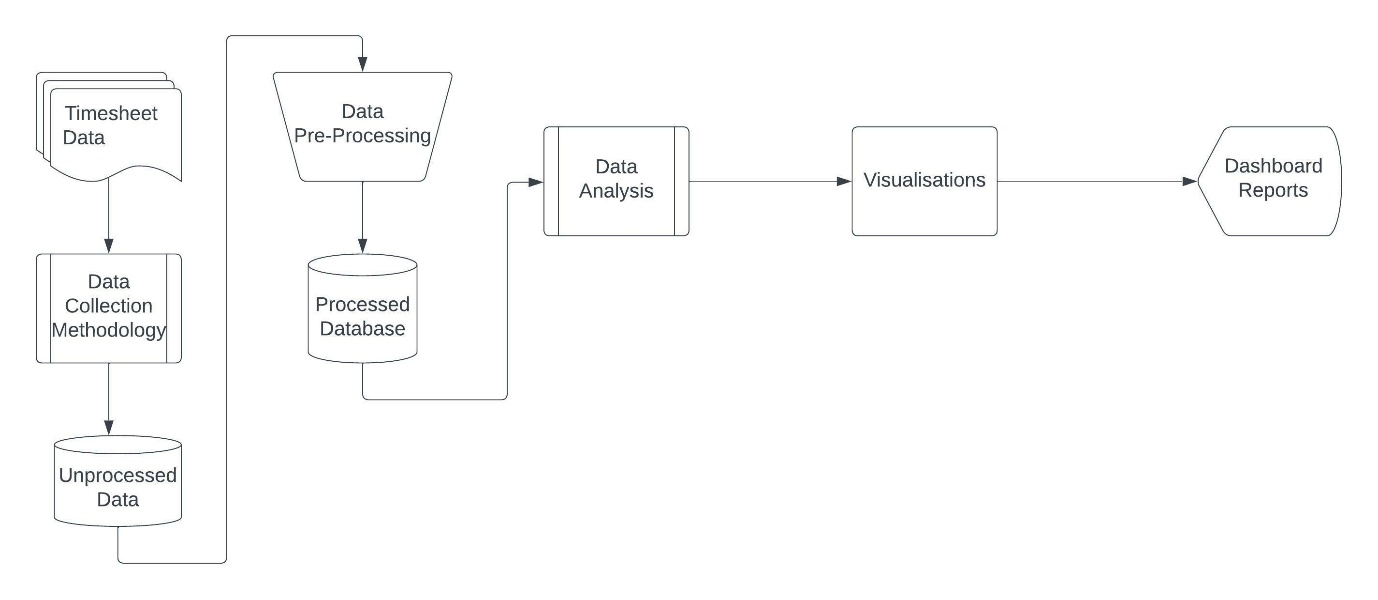 Timesheet
Data
Data
Collection
Methodology
Unprocessed
Data
Data
Pre-Processing
Processed
Database
Data
Analysis
Visualisations
Dashboard
Reports